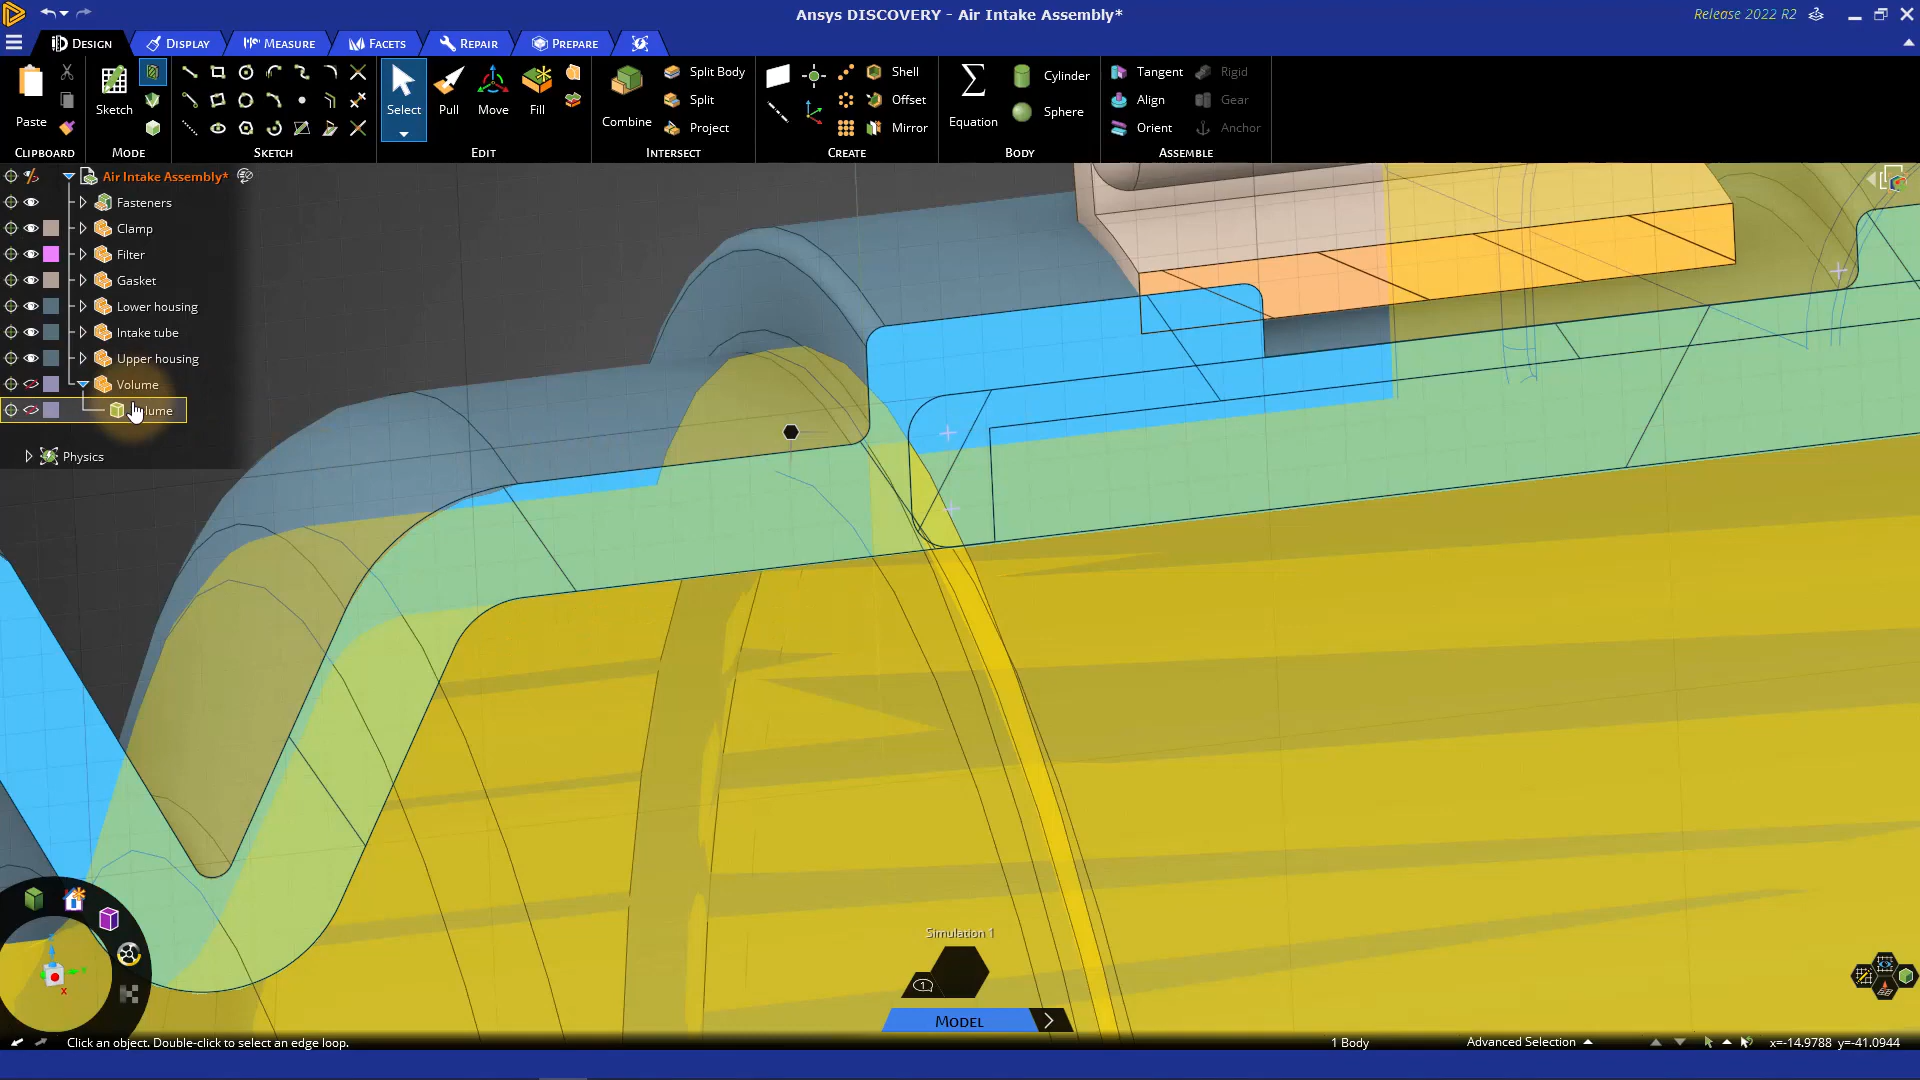 Ansys DISCOVERY - Air Intake Assembly*
Release 2022 R2
Design
Display
Measure
Facets
Repair
Prepare
Paste
Clipboard
Sketch
Mode
Sketch
Select
Pull
Move
Fill
Edit
Combine
Split Body
Split
Project
Intersect
Shell
Offset
Mirror
Create
Equation
Cylinder
Sphere
Body
Tangent
Align
Orient
Rigid
Gear
Anchor
Assemble
Air Intake Assembly*
Fasteners
Clamp
Filter
Gasket
Lower housing
Intake tube
Upper housing
Volume
Physics
Simulation 1
1
Model
Click an object. Double-click to select an edge loop.
1 Body
Advanced Selection
x=-14.9788 y=-41.0944